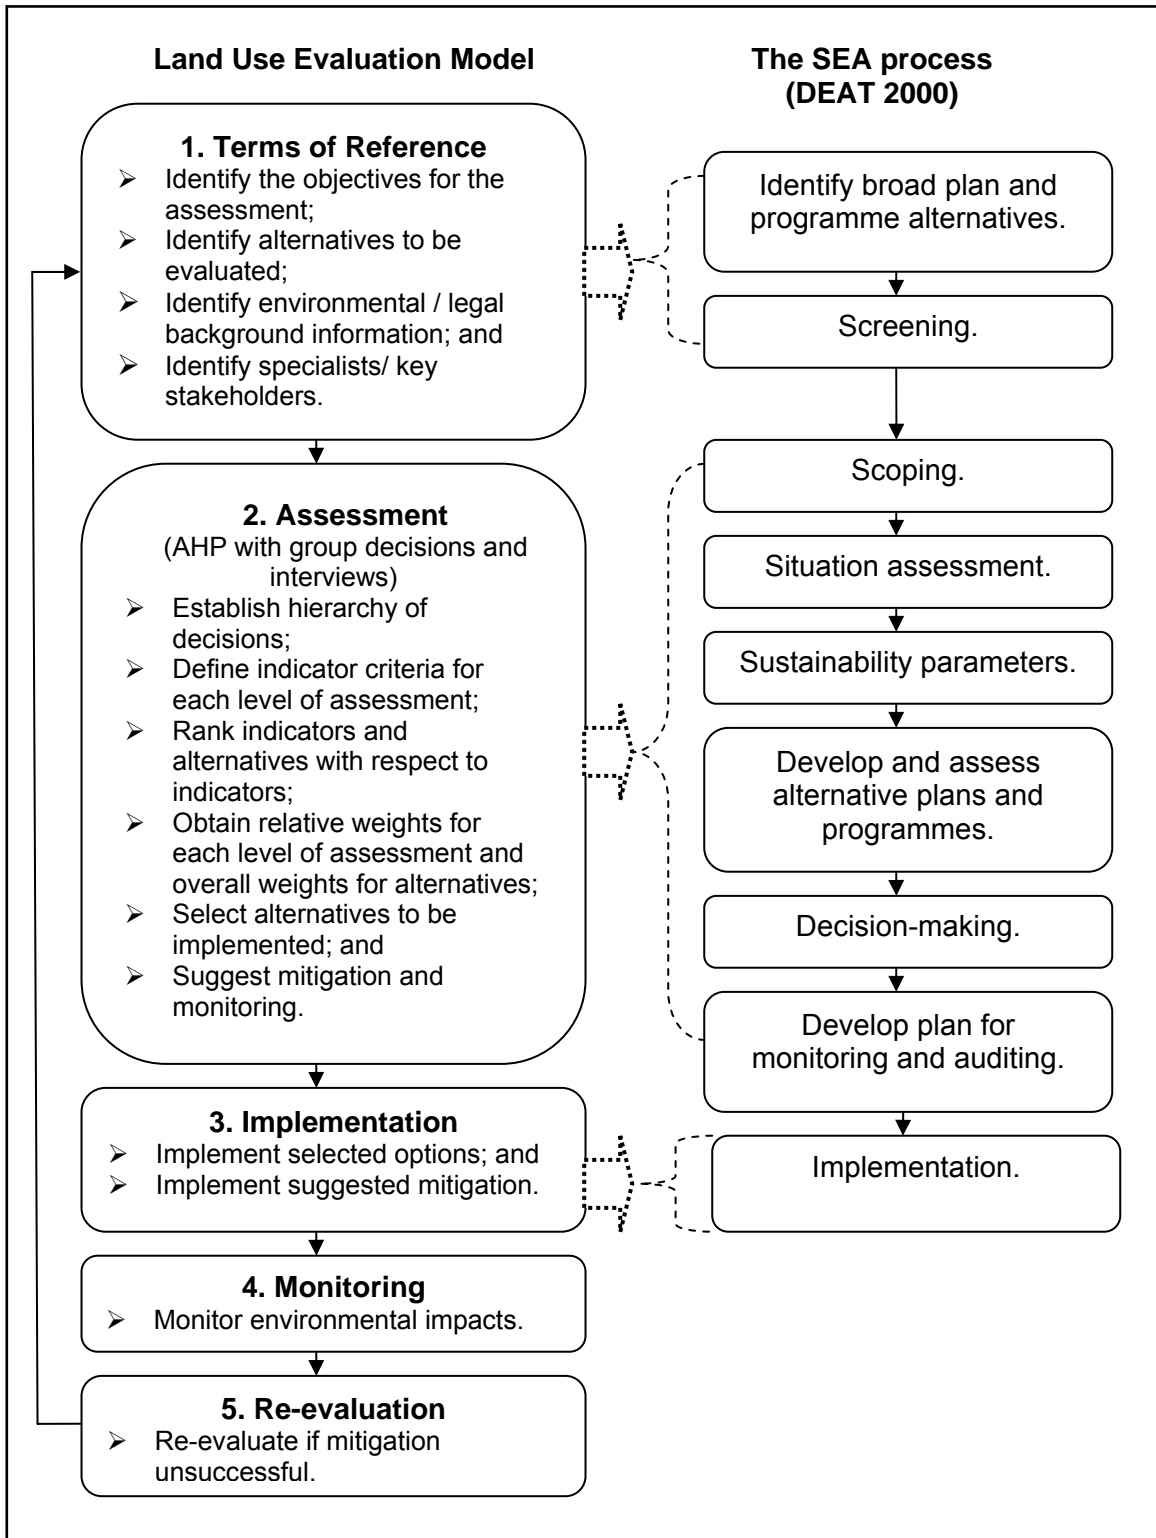 Land Use Evaluation Model
1. Terms of Reference
➢ Identify the objectives for the
assessment;
➢ Identify alternatives to be
evaluated;
➢ Identify environmental / legal
background information; and
➢ Identify specialists/ key
stakeholders.
2. Assessment
(AHP with group decisions and
interviews)
➢ Establish hierarchy of
decisions;
➢ Define indicator criteria for
each level of assessment;
➢ Rank indicators and
alternatives with respect to
indicators;
➢ Obtain relative weights for
each level of assessment and
overall weights for alternatives;
➢ Select alternatives to be
implemented; and
➢ Suggest mitigation and
monitoring.
3. Implementation
➢ Implement selected options; and
➢ Implement suggested mitigation.
4. Monitoring
➢ Monitor environmental impacts.
5. Re-evaluation
➢ Re-evaluate if mitigation
unsuccessful.
The SEA process
(DEAT 2000)
Identify broad plan and
programme alternatives.
Screening.
Scoping.
Situation assessment.
Sustainability parameters.
Develop and assess
alternative plans and
programmes.
Decision-making.
Develop plan for
monitoring and auditing.
Implementation.